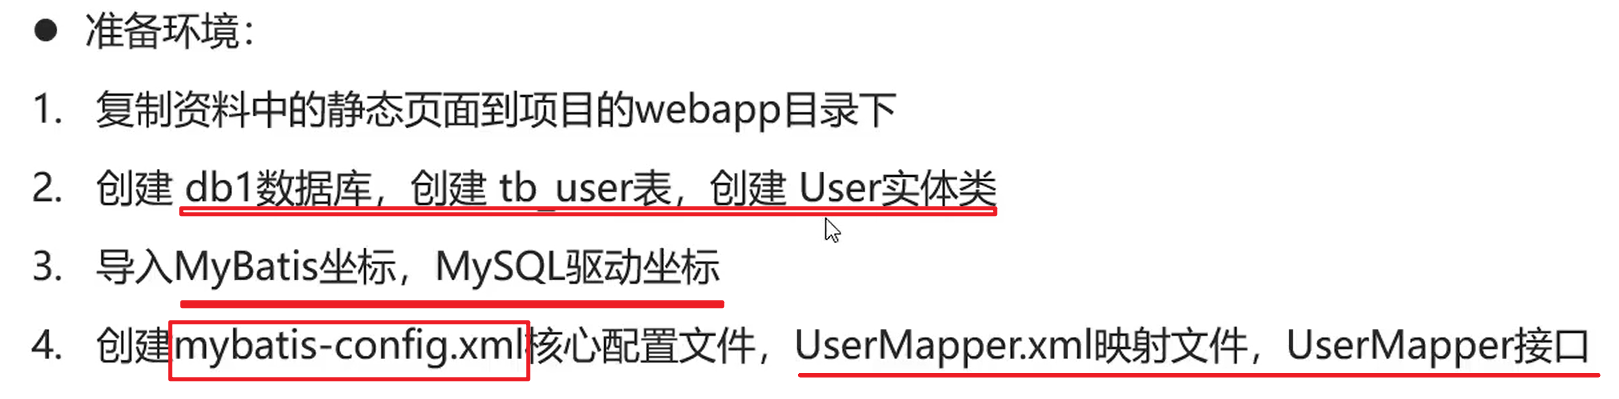 ● 准备环境：
1. 复制资料中的静态页面到项目的webapp目录下
2. 创建 db1数据库，创建 tb_user表，创建 User实体类
3. 导入MyBatis坐标，MySQL驱动坐标
4. 创建mybatis-config.xml核心配置文件，UserMapper.xml映射文件，UserMapper接口